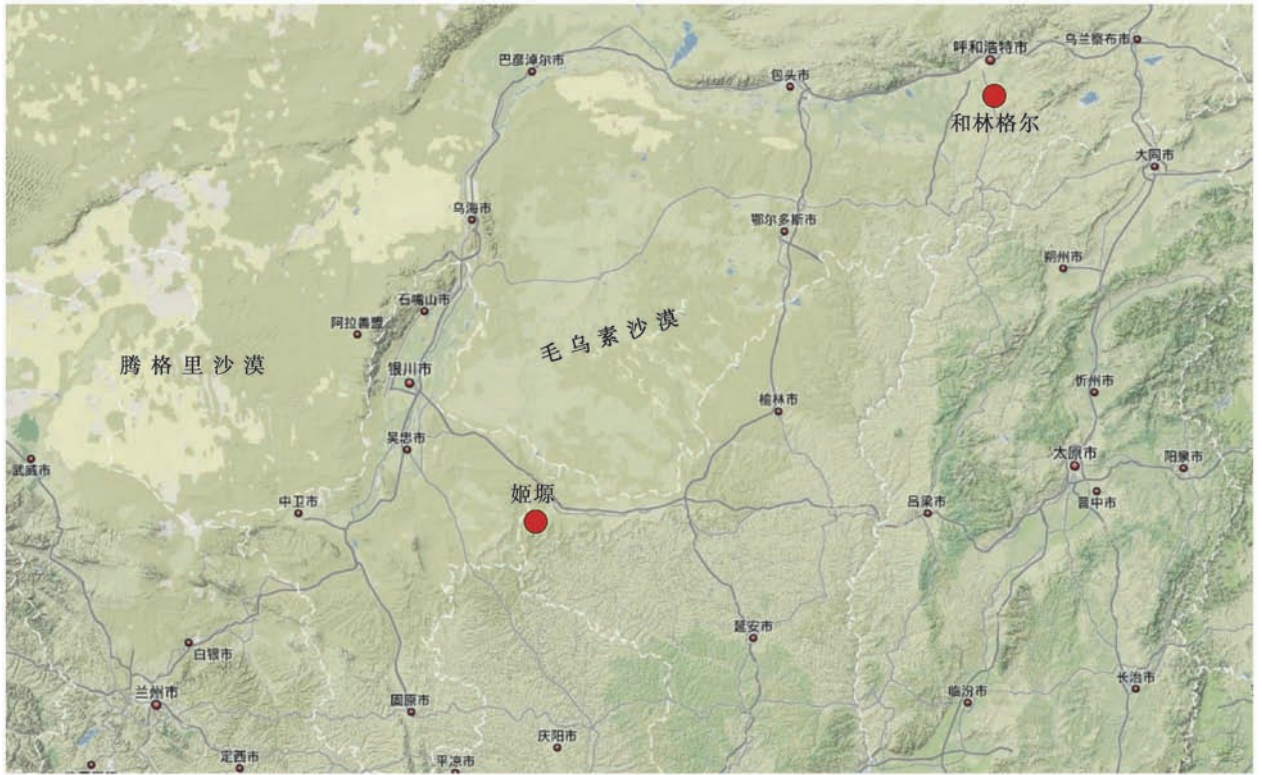 呼和浩特市
乌兰察布市
巴彦淖尔市
包头市
和林格尔
大同市
乌海市
鄂尔多斯市
朔州市
石嘴山市
阿拉善盟
毛乌素沙漠
腾格里沙漠
银川市
忻州市
榆林市
吴忠市
太原市
阳泉市
武威市
中卫市
姬塬
吕梁市
晋中市
延安市
白银市
长治市
兰州市
固原市
临汾市
庆阳市
定西市
平凉市